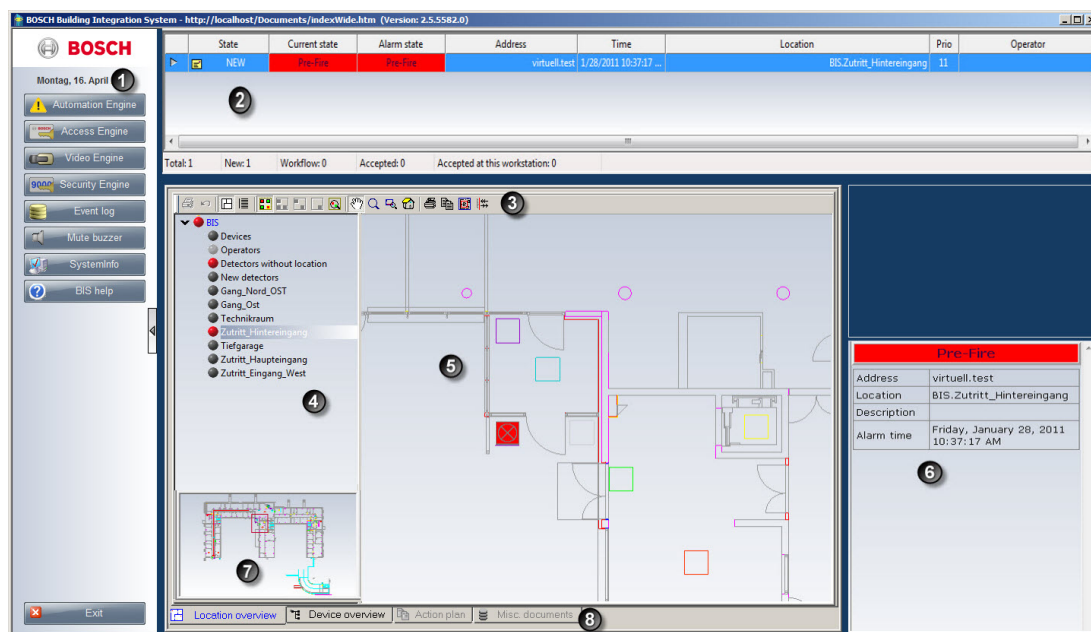 BOSCH Building Integration System - http://localhost/Documents/indexWide.htm (Version: 2.5.5582.0)
BOSCH
Montag, 16. April
1
Automation Engine
Access Engine
Video Engine
9000 Security Engine
Event log
Mute buzzer
SystemInfo
BIS help
Exit
State Current state Alarm state Address Time Location Prio Operator
NEW Pre-Fire Pre-Fire virtuell.test 1/28/2011 10:37:17 ... BIS.Zutritt_Hintereingang 11
2
Total: 1 New: 1 Workflow: 0 Accepted: 0 Accepted at this workstation: 0
3
BIS
Devices
Operators
Detectors without location
New detectors
Gang_Nord_OST
Gang_Ost
Technikraum
Zutritt_Hintereingang
Tiefgarage
Zutritt_Haupteingang
Zutritt_Eingang_West
4
5
7
Location overview Device overview Action plan Misc. documents
8
Pre-Fire
Address virtuell.test
Location BIS.Zutritt_Hintereingang
Description
Alarm time Friday, January 28, 2011
10:37:17 AM
6